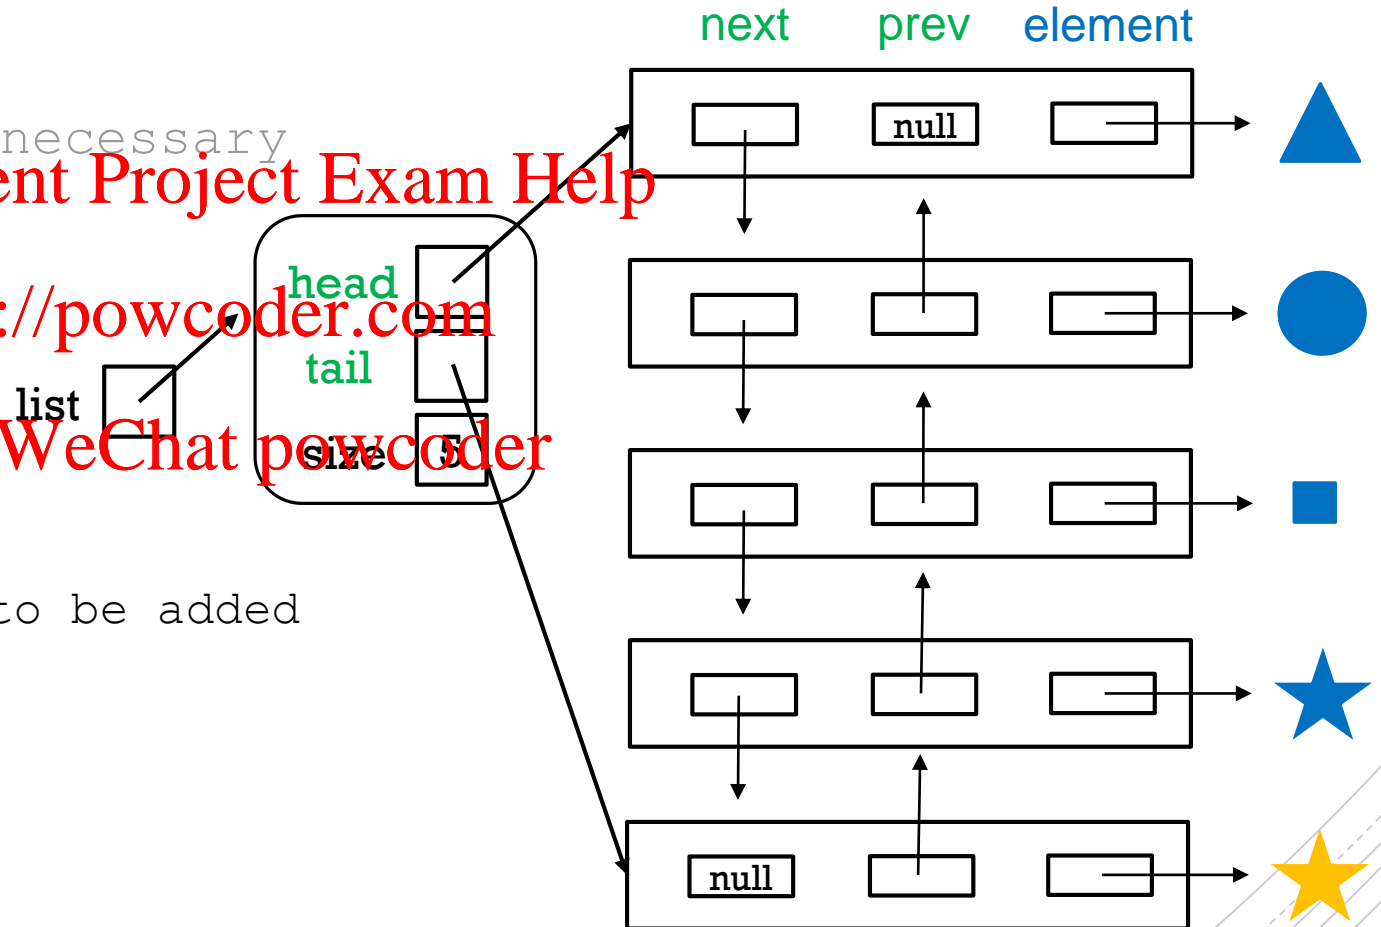 next prev element
necessary
null
ent Project Exam Help
head
://powcoder.com
tail
list
WeChat powcoder
size 5
to be added
null